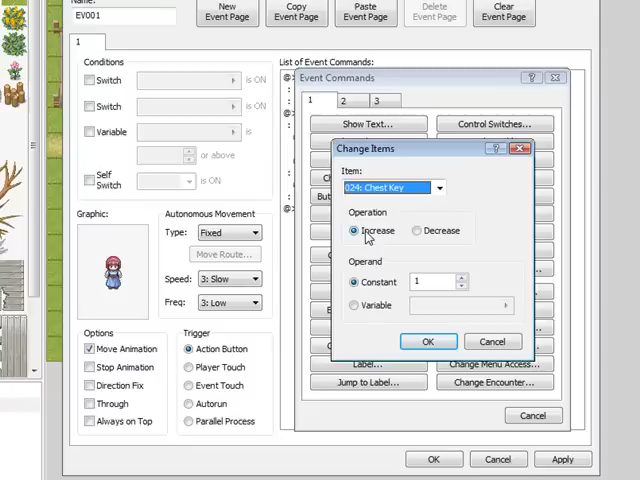 Name:
EV001
New
Event Page
Copy
Event Page
Paste
Event Page
Delete
Event Page
Clear
Event Page
1
Conditions
Switch
is ON
Switch
is ON
Variable
is
or above
Self
Switch
is ON
Graphic:
Autonomous Movement
Type:
Fixed
Move Route...
Speed:
3: Slow
Freq:
3: Low
Options
Move Animation
Stop Animation
Direction Fix
Through
Always on Top
Trigger
Action Button
Player Touch
Event Touch
Autorun
Parallel Process
List of Event Commands:
@>
Event Commands
1
2
3
Show Text...
Control Switches...
Change Items
Item:
024: Chest Key
Operation
Increase
Decrease
Operand
Constant
1
Variable
OK
Cancel
Label...
Change Menu Access...
Jump to Label...
Change Encounter...
Cancel
OK
Cancel
Apply